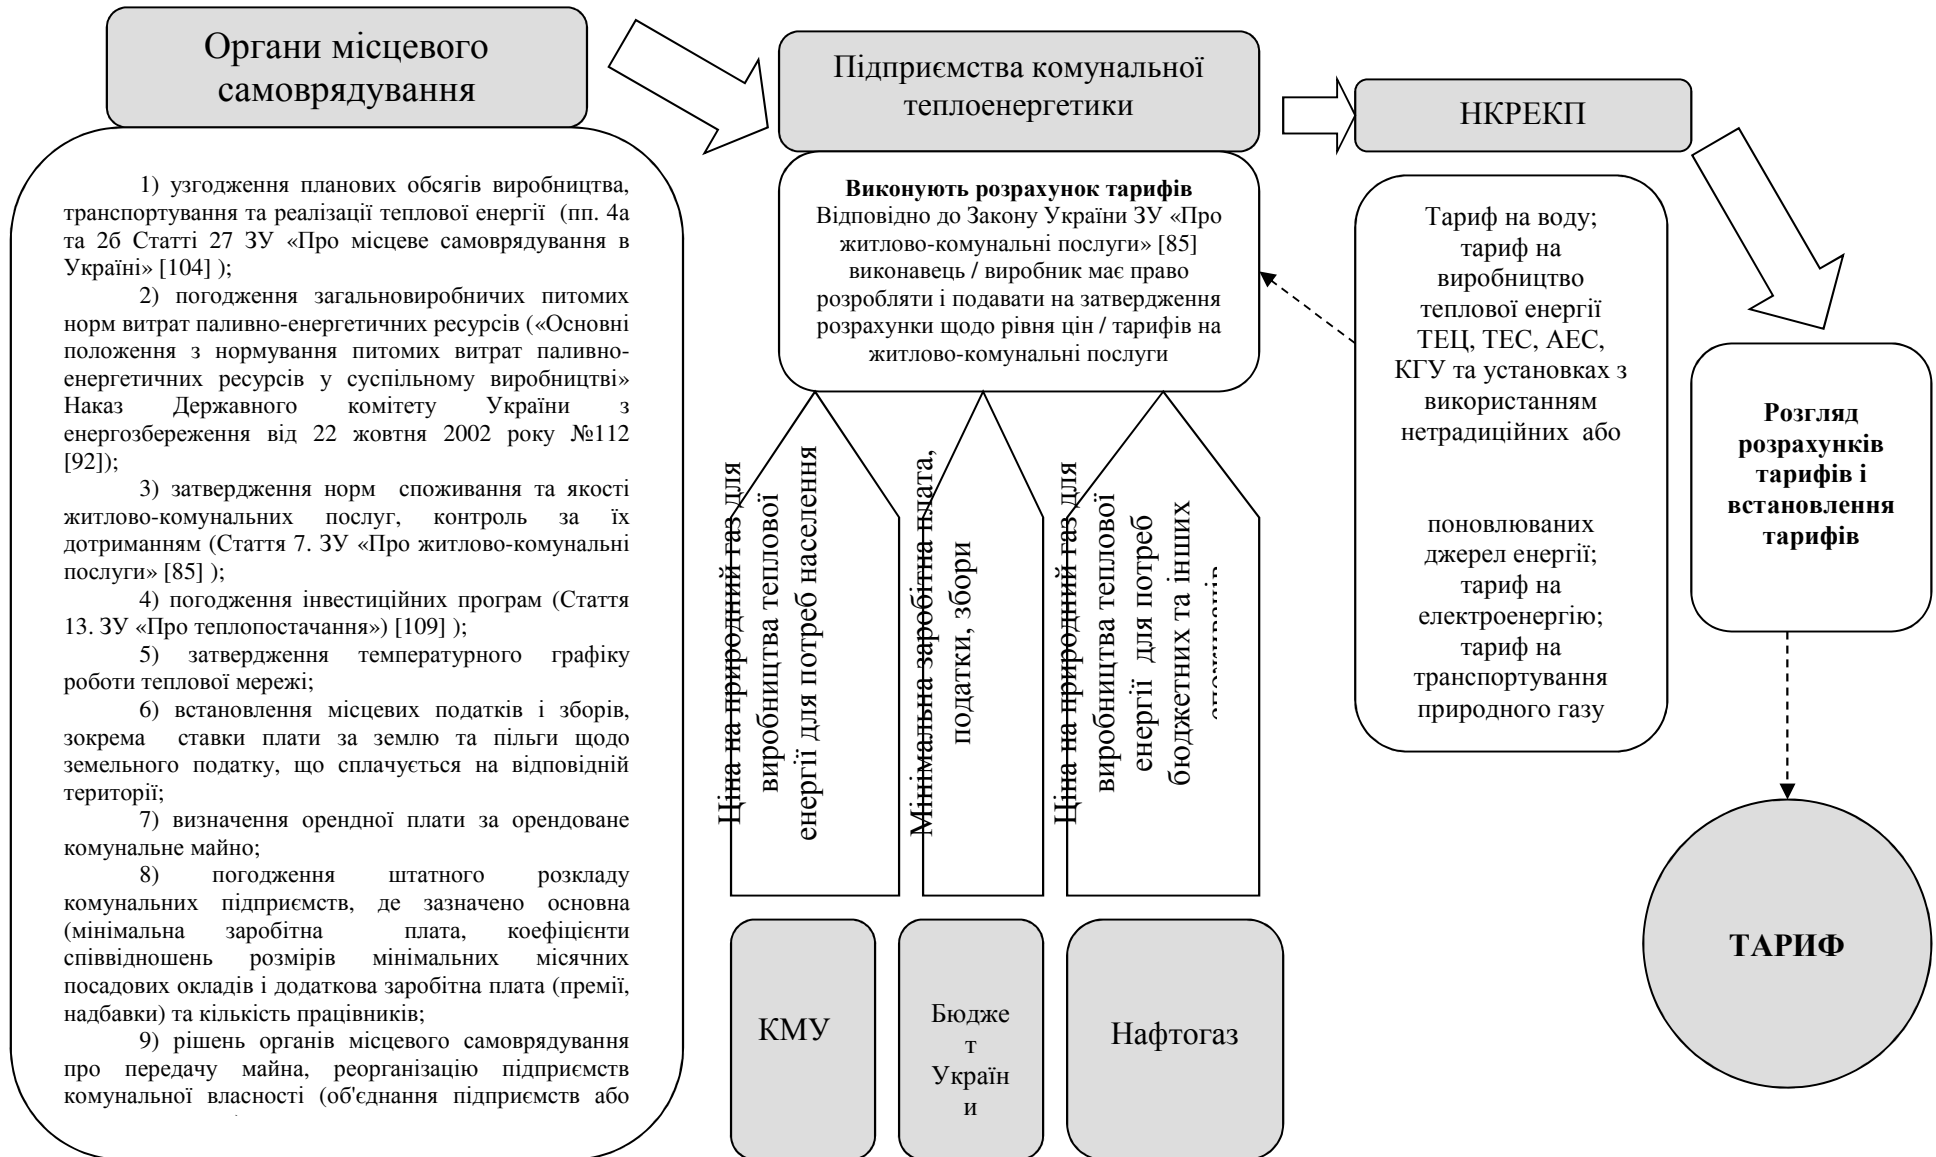 Органи місцевого
самоврядування
1) узгодження планових обсягів виробництва,
транспортування та реалізації теплової енергії (пп. 4а
та 2б Статті 27 ЗУ «Про місцеве самоврядування в
Україні» [104] );
2) погодження загальновиробничих питомих
норм витрат паливно-енергетичних ресурсів («Основні
положення з нормування питомих витрат паливно-
енергетичних ресурсів у суспільному виробництві»
Наказ Державного комітету України з
енергозбереження від 22 жовтня 2002 року №112
[92]);
3) затвердження норм споживання та якості
житлово-комунальних послуг, контроль за їх
дотриманням (Стаття 7. ЗУ «Про житлово-комунальні
послуги» [85] );
4) погодження інвестиційних програм (Стаття
13. ЗУ «Про теплопостачання») [109] );
5) затвердження температурного графіку
роботи теплової мережі;
6) встановлення місцевих податків і зборів,
зокрема ставки плати за землю та пільги щодо
земельного податку, що сплачується на відповідній
території;
7) визначення орендної плати за орендоване
комунальне майно;
8) погодження штатного розкладу
комунальних підприємств, де зазначено основна
(мінімальна заробітна плата, коефіцієнти
співвідношень розмірів мінімальних місячних
посадових окладів і додаткова заробітна плата (премії,
надбавки) та кількість працівників;
9) рішень органів місцевого самоврядування
про передачу майна, реорганізацію підприємств
комунальної власності (об'єднання підприємств або
Підприємства комунальної
теплоенергетики
Виконують розрахунок тарифів
Відповідно до Закону України ЗУ «Про
житлово-комунальні послуги» [85]
виконавець / виробник має право
розробляти і подавати на затвердження
розрахунки щодо рівня цін / тарифів на
житлово-комунальні послуги
Ціна на природний газ для
виробництва теплової
енергії для потреб населення
Мінімальна заробітна плата,
податки, збори
Ціна на природний газ для
виробництва теплової
енергії для потреб
бюджетних та інших
КМУ
Бюдже
т
Україн
и
Нафтогаз
НКРЕКП
Тариф на воду;
тариф на
виробництво
теплової енергії
ТЕЦ, ТЕС, АЕС,
КГУ та установках з
використанням
нетрадиційних або
поновлюваних
джерел енергії;
тариф на
електроенергію;
тариф на
транспортування
природного газу
Розгляд
розрахунків
тарифів і
встановлення
тарифів
ТАРИФ